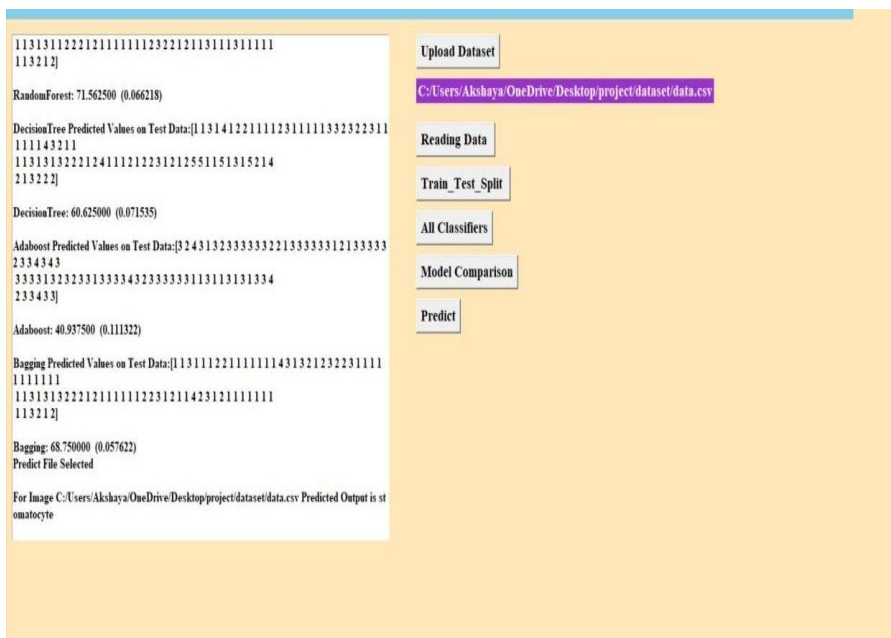 1 1 3 1 3 1 1 2 2 2 1 2 1 1 1 1 1 1 1 2 3 2 2 1 2 1 1 3 1 1 1 3 1 1 1 1 1
1 1 3 2 1 2]
RandomForest: 71.562500 (0.066218)
DecisionTree Predicted Values on Test Data:[1 1 3 1 4 1 2 2 1 1 1 1 2 3 1 1 1 1 1 3 3 2 3 2 2 3 1 1
1 1 1 1 4 3 2 1 1
1 1 3 1 3 1 3 2 2 2 1 2 4 1 1 1 2 1 2 2 3 1 2 1 2 5 5 1 1 5 1 3 1 5 2 1 4
2 1 3 2 2 2]
DecisionTree: 60.625000 (0.071535)
Adaboost Predicted Values on Test Data:[3 2 4 3 1 3 2 3 3 3 3 3 3 2 2 1 3 3 3 3 3 3 1 2 1 3 3 3 3 3
2 3 3 4 3 4 3
3 3 3 3 1 3 2 3 2 3 3 1 3 3 3 3 4 3 2 3 3 3 3 3 3 1 1 3 1 1 3 1 3 1 3 3 4
2 3 3 4 3 3]
Adaboost: 40.937500 (0.111322)
Bagging Predicted Values on Test Data:[1 1 3 1 1 1 2 2 1 1 1 1 1 1 1 4 3 1 3 2 1 2 3 2 2 3 1 1 1 1
1 1 1 1 1 1 1
1 1 3 1 3 1 3 2 2 2 1 2 1 1 1 1 1 1 2 2 3 1 2 1 1 4 2 3 1 2 1 1 1 1 1 1 1
1 1 3 2 1 2]
Bagging: 68.750000 (0.057622)
Predict File Selected
For Image C:/Users/Akshaya/OneDrive/Desktop/project/dataset/data.csv Predicted Output is st
omatocyte
Upload Dataset
C:/Users/Akshaya/OneDrive/Desktop/project/dataset/data.csv
Reading Data
Train_Test_Split
All Classifiers
Model Comparison
Predict